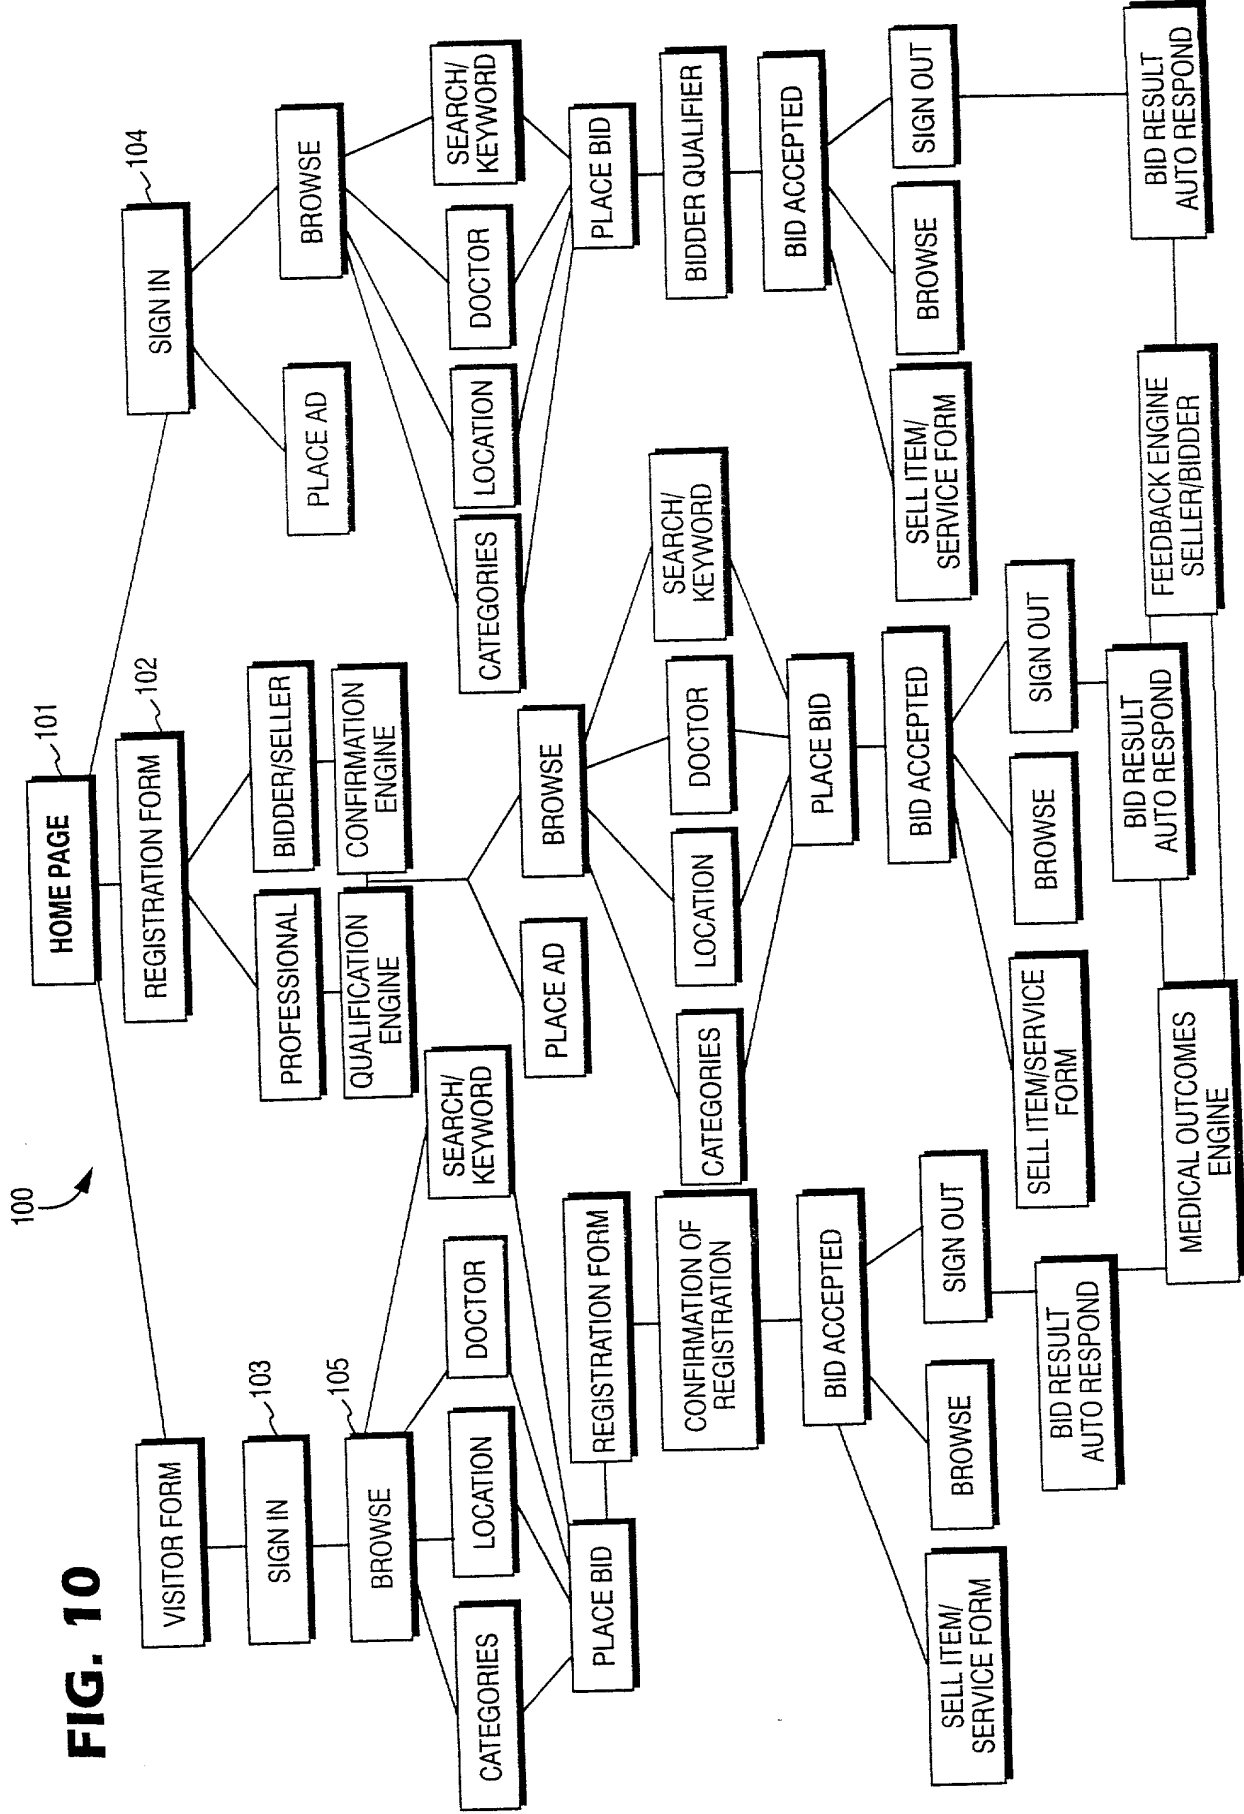 FIG. 10
100
HOME PAGE
101
VISITOR FORM
REGISTRATION FORM
102
SIGN IN
104
SIGN IN
103
PROFESSIONAL
BIDDER/SELLER
PLACE AD
BROWSE
BROWSE
105
QUALIFICATION
ENGINE
CONFIRMATION
ENGINE
CATEGORIES
LOCATION
DOCTOR
SEARCH/
KEYWORD
CATEGORIES
LOCATION
DOCTOR
SEARCH/
KEYWORD
PLACE AD
BROWSE
PLACE BID
REGISTRATION FORM
PLACE BID
CONFIRMATION OF
REGISTRATION
CATEGORIES
LOCATION
DOCTOR
SEARCH/
KEYWORD
BIDDER QUALIFIER
BID ACCEPTED
PLACE BID
BID ACCEPTED
SELL ITEM/
SERVICE FORM
BROWSE
SIGN OUT
BID ACCEPTED
SELL ITEM/
SERVICE FORM
BROWSE
SIGN OUT
SELL ITEM/SERVICE
FORM
BROWSE
SIGN OUT
BID RESULT
AUTO RESPOND
BID RESULT
AUTO RESPOND
FEEDBACK ENGINE
SELLER/BIDDER
BID RESULT
AUTO RESPOND
MEDICAL OUTCOMES
ENGINE